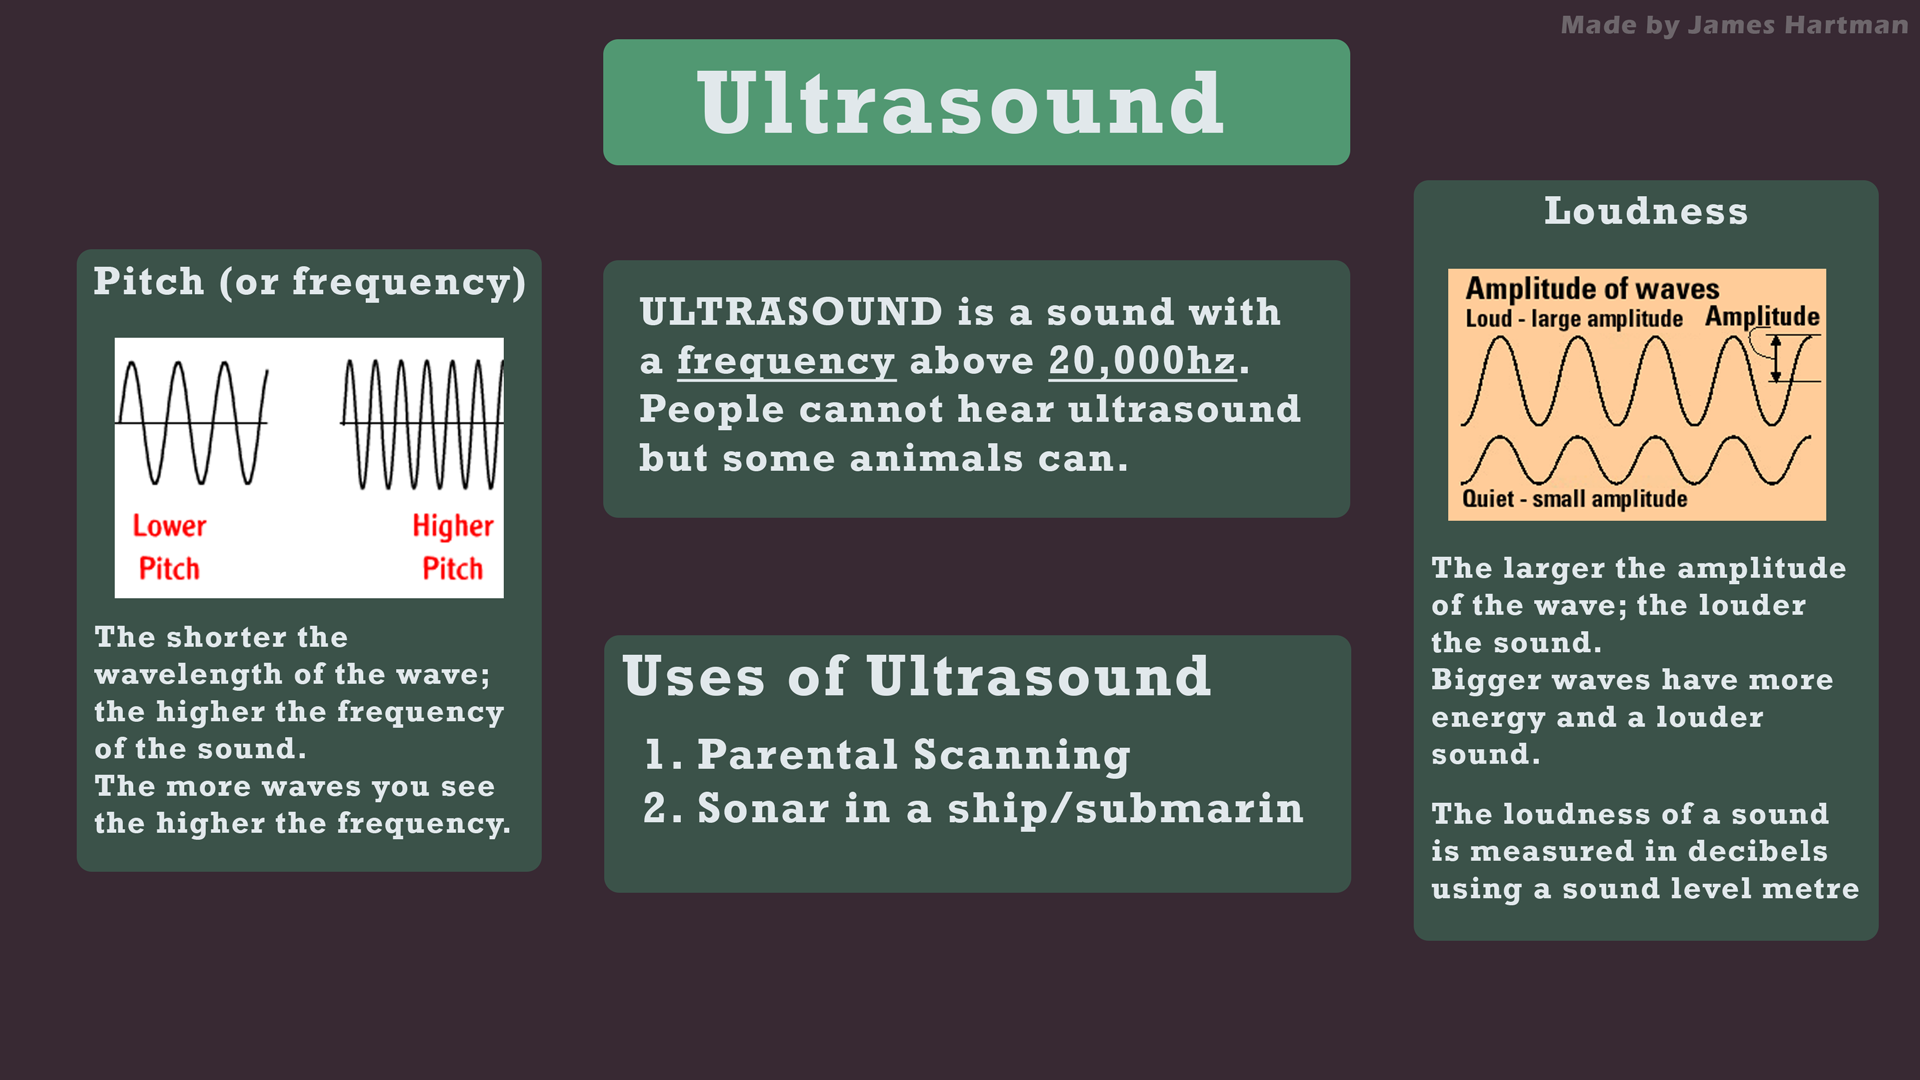 Made by James Hartman
Ultrasound
Pitch (or frequency)
Lower
Pitch
Higher
Pitch
The shorter the
wavelength of the wave;
the higher the frequency
of the sound.
The more waves you see
the higher the frequency.
ULTRASOUND is a sound with
a frequency above 20,000hz.
People cannot hear ultrasound
but some animals can.
Uses of Ultrasound
1. Parental Scanning
2. Sonar in a ship/submarin
Loudness
Amplitude of waves
Loud - large amplitude
Amplitude
Quiet - small amplitude
The larger the amplitude
of the wave; the louder
the sound.
Bigger waves have more
energy and a louder
sound.
The loudness of a sound
is measured in decibels
using a sound level metre